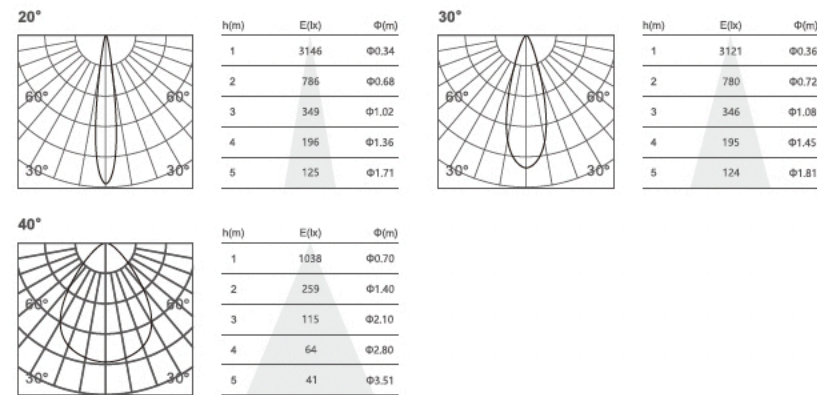 20°
60° 60°
30° 30°
h(m) E(lx) Φ(m)
1 3146 Φ0.34
2 786 Φ0.68
3 349 Φ1.02
4 196 Φ1.36
5 125 Φ1.71
30°
60° 60°
30° 30°
h(m) E(lx) Φ(m)
1 3121 Φ0.36
2 780 Φ0.72
3 346 Φ1.08
4 195 Φ1.45
5 124 Φ1.81
40°
60° 60°
30° 30°
h(m) E(lx) Φ(m)
1 1038 Φ0.70
2 259 Φ1.40
3 115 Φ2.10
4 64 Φ2.80
5 41 Φ3.51